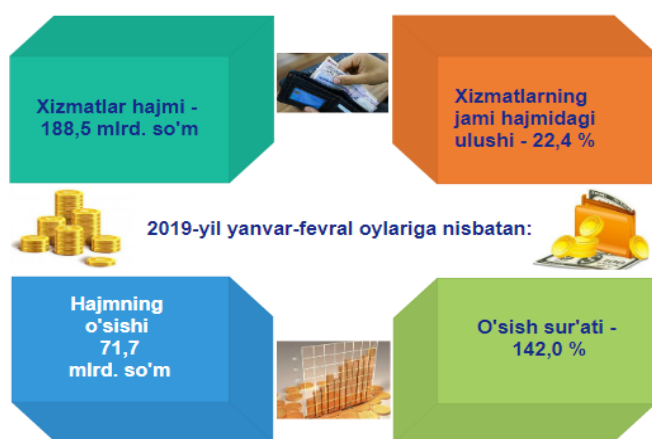 Xizmatlar hajmi -
188,5 mlrd. so'm
Xizmatlarning
jami hajmidagi
ulushi - 22,4 %
2019-yil yanvar-fevral oylariga nisbatan:
Hajmning
o'sishi
71,7
mlrd. so'm
O'sish sur'ati -
142,0 %